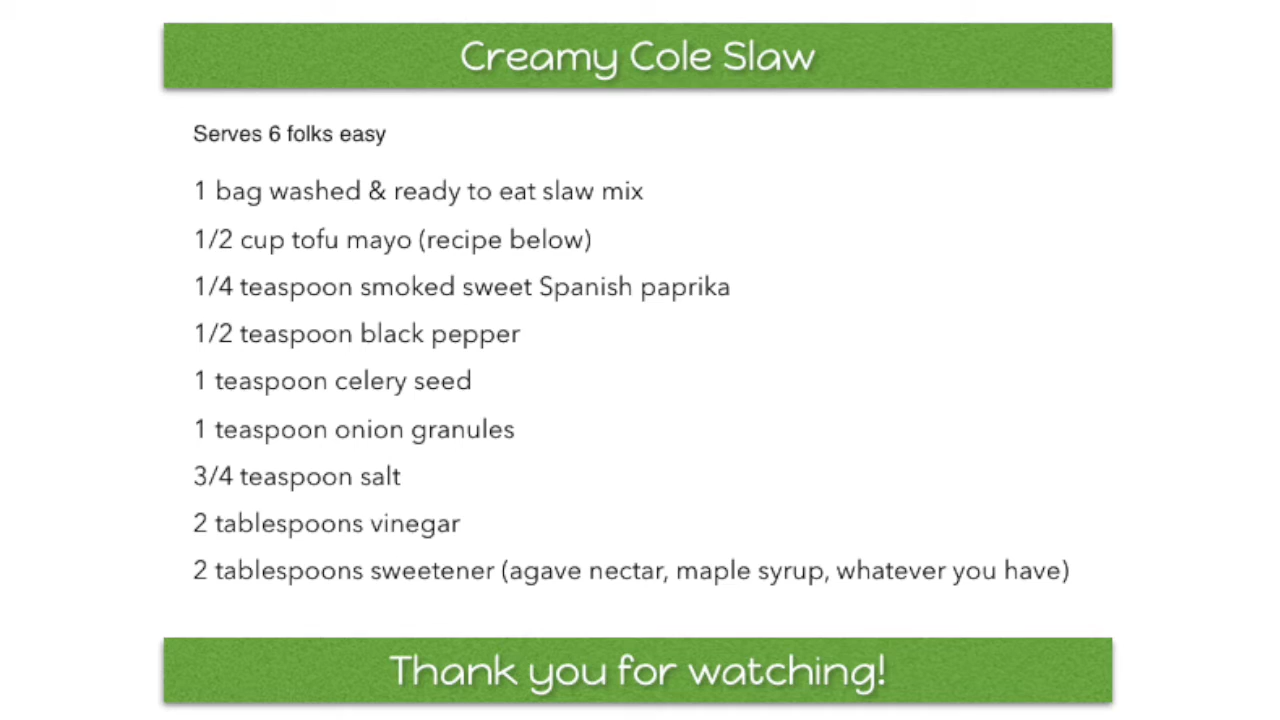 Creamy Cole Slaw
Serves 6 folks easy
1 bag washed & ready to eat slaw mix
1/2 cup tofu mayo (recipe below)
1/4 teaspoon smoked sweet Spanish paprika
1/2 teaspoon black pepper
1 teaspoon celery seed
1 teaspoon onion granules
3/4 teaspoon salt
2 tablespoons vinegar
2 tablespoons sweetener (agave nectar, maple syrup, whatever you have)
Thank you for watching!